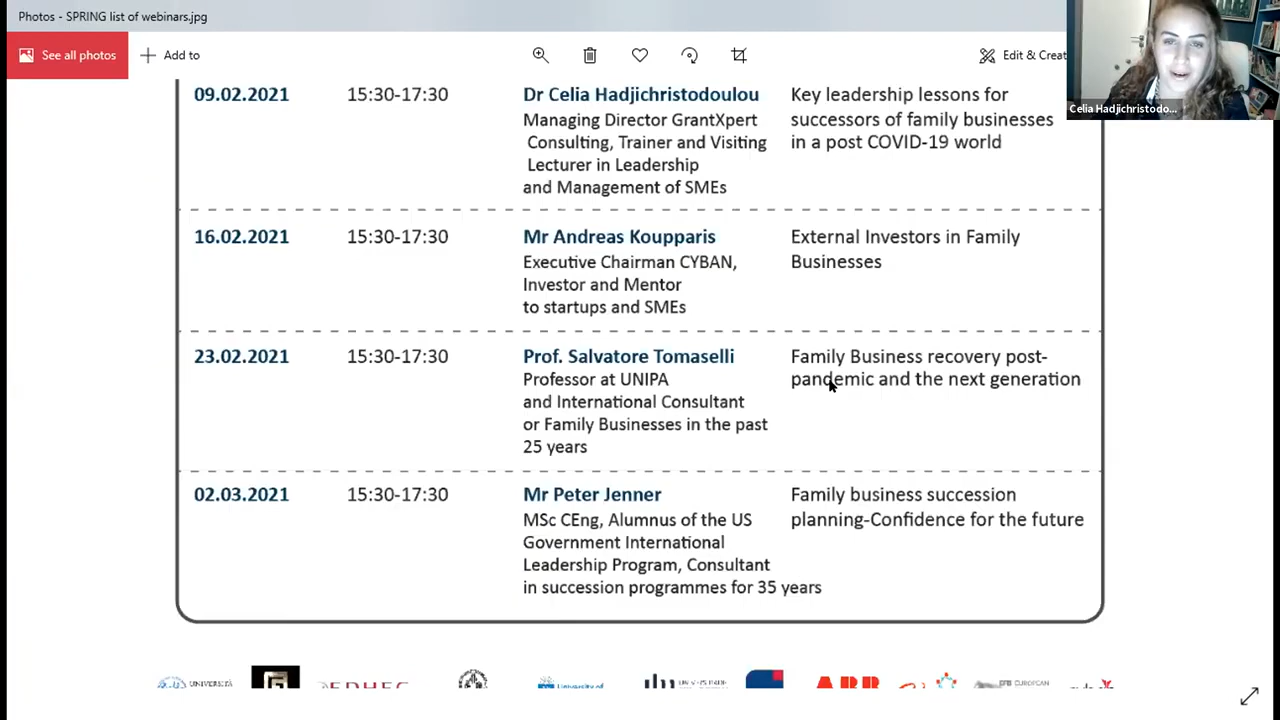 Photos - SPRING list of webinars.jpg
See all photos
Add to
Edit & Creat
Celia Hadjichristodo...
09.02.2021 15:30-17:30 Dr Celia Hadjichristodoulou Key leadership lessons for
Managing Director GrantXpert successors of family businesses
Consulting, Trainer and Visiting in a post COVID-19 world
Lecturer in Leadership
and Management of SMEs
16.02.2021 15:30-17:30 Mr Andreas Koupparis External Investors in Family
Executive Chairman CYBAN, Businesses
Investor and Mentor
to startups and SMEs
23.02.2021 15:30-17:30 Prof. Salvatore Tomaselli Family Business recovery post-
Professor at UNIPA pandemic and the next generation
and International Consultant
or Family Businesses in the past
25 years
02.03.2021 15:30-17:30 Mr Peter Jenner Family business succession
MSc CEng, Alumnus of the US planning-Confidence for the future
Government International
Leadership Program, Consultant
in succession programmes for 35 years
UNIVERSITÀ G EDHEC University of ABB EUROPEAN